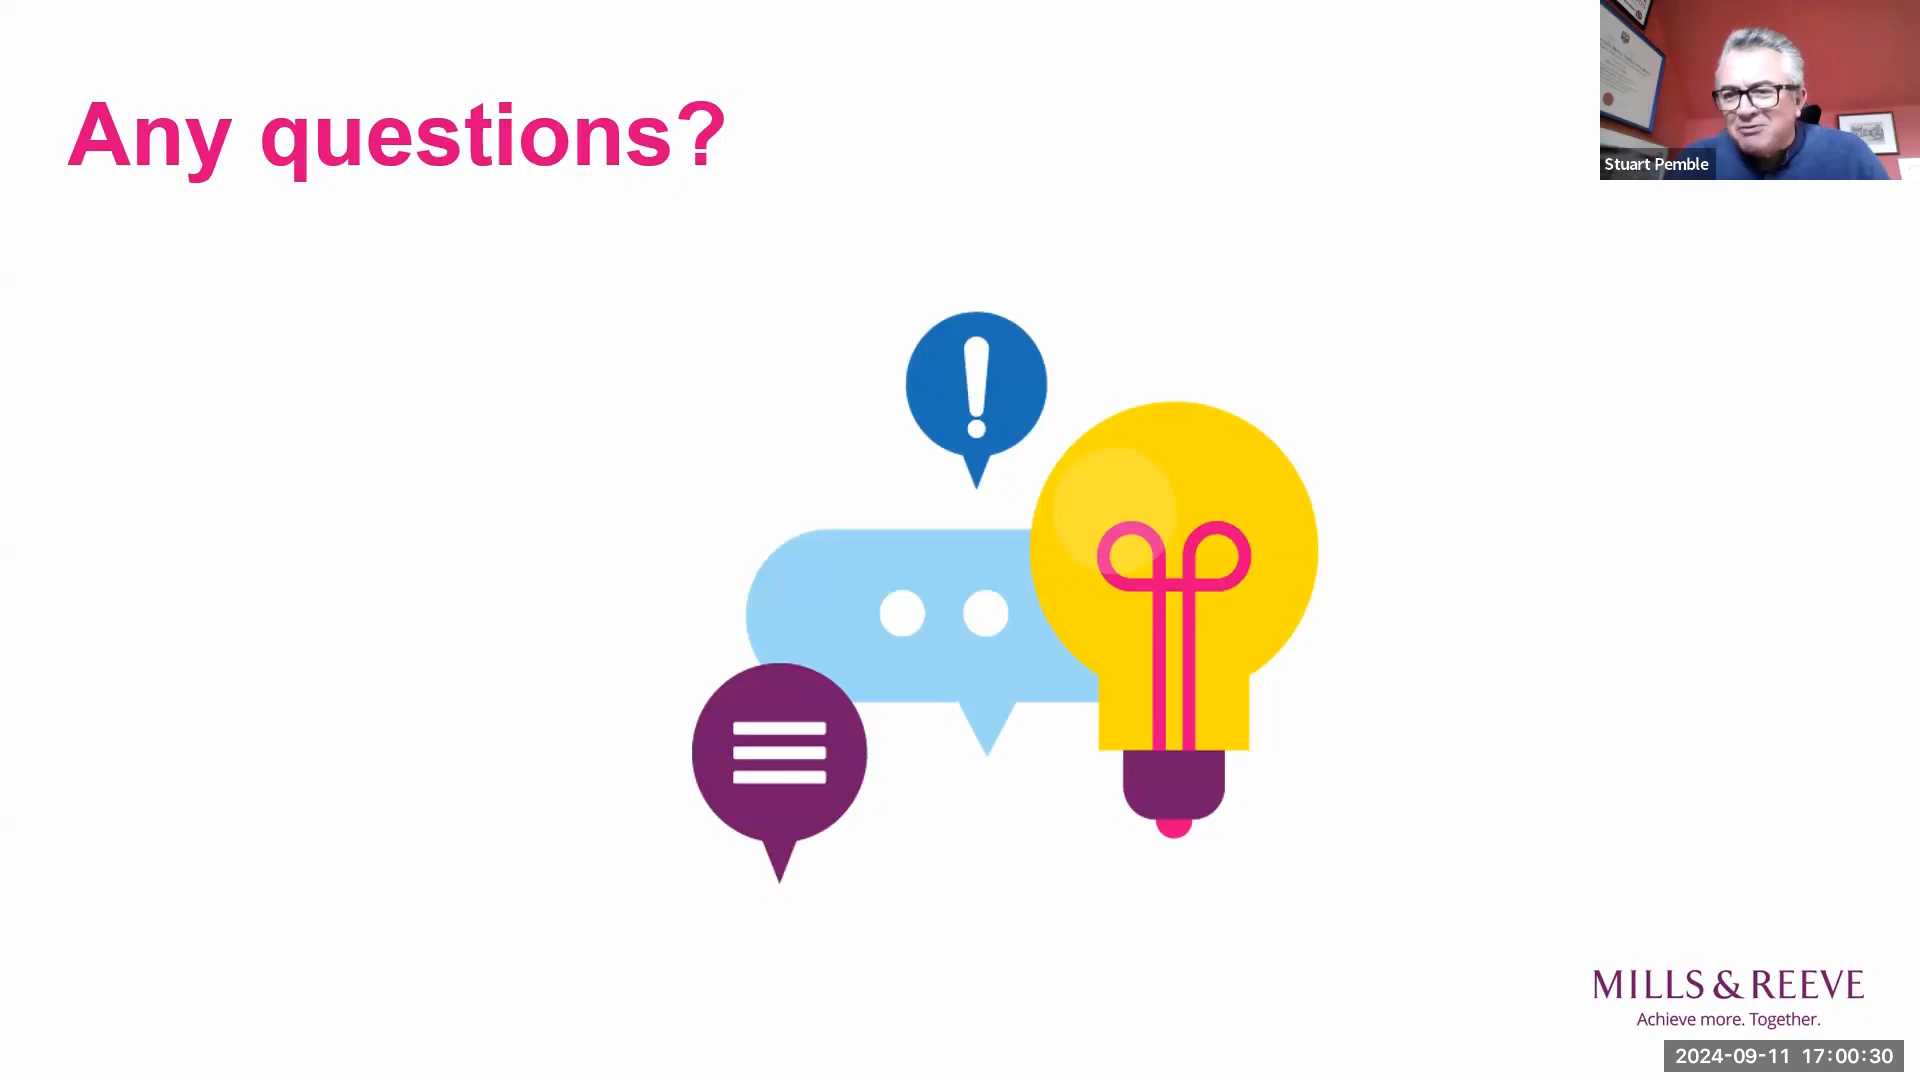 Any questions?
Stuart Pemble
MILLS & REEVE
Achieve more. Together.
2024-09-11 17:00:30